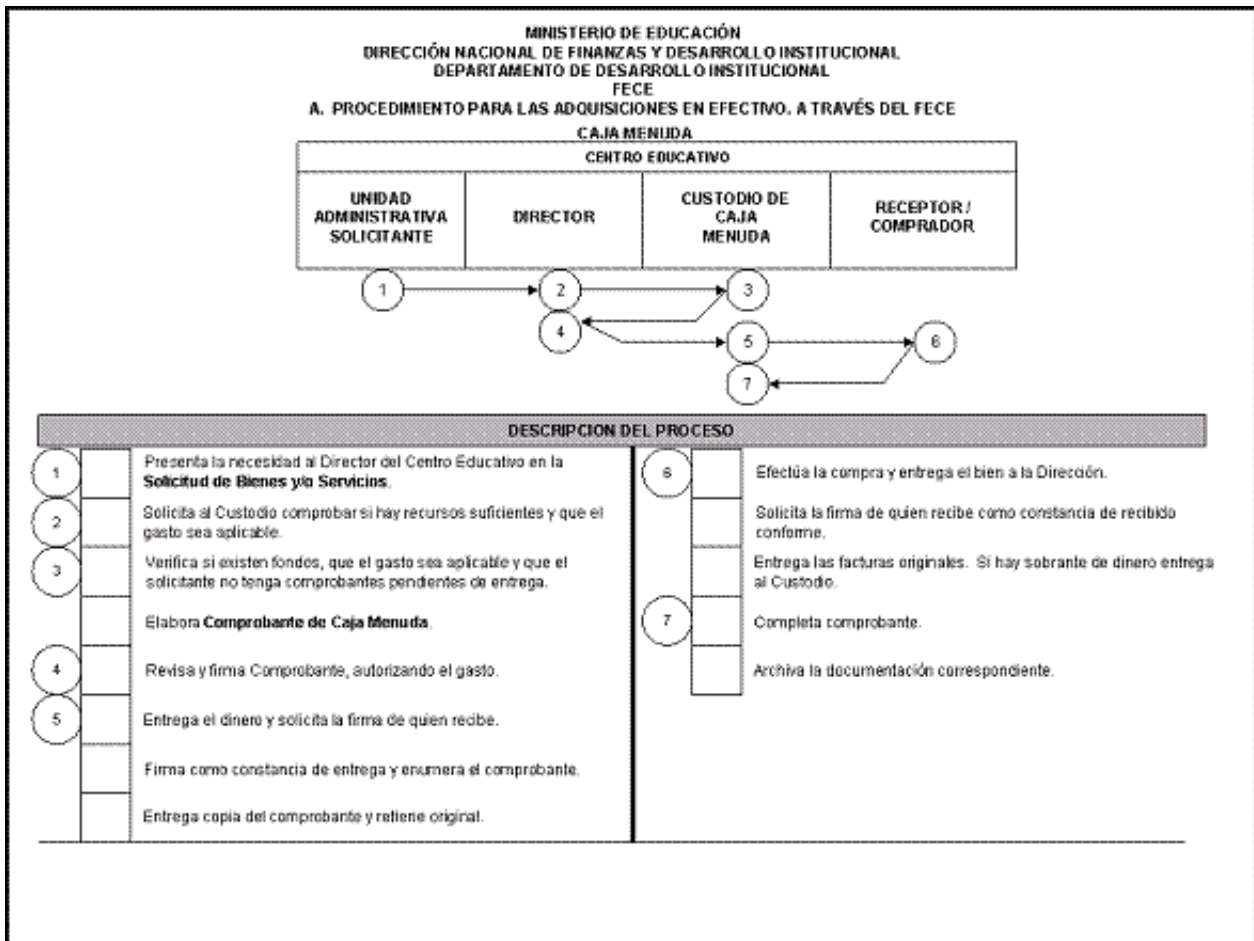 MINISTERIO DE EDUCACIÓN
DIRECCIÓN NACIONAL DE FINANZAS Y DESARROLLO INSTITUCIONAL
DEPARTAMENTO DE DESARROLLO INSTITUCIONAL
FECE
A. PROCEDIMIENTO PARA LAS ADQUISICIONES EN EFECTIVO. A TRAVÉS DEL FECE
CAJA MENUDA
CENTRO EDUCATIVO
UNIDAD
ADMINISTRATIVA
SOLICITANTE
DIRECTOR
CUSTODIO DE
CAJA
MENUDA
RECEPTOR /
COMPRADOR
1
2
3
4
5
6
7
DESCRIPCION DEL PROCESO
1
Presenta la necesidad al Director del Centro Educativo en la
Solicitud de Bienes y/o Servicios.
2
Solicita al Custodio comprobar si hay recursos suficientes y que el
gasto sea aplicable.
3
Verifica si existen fondos, que el gasto sea aplicable y que el
solicitante no tenga comprobantes pendientes de entrega.
Elabora Comprobante de Caja Menuda.
4
Revisa y firma Comprobante, autorizando el gasto.
5
Entrega el dinero y solicita la firma de quien recibe.
Firma como constancia de entrega y enumera el comprobante.
Entrega copia del comprobante y retiene original.
6
Efectúa la compra y entrega el bien a la Dirección.
Solicita la firma de quien recibe como constancia de recibido
conforme.
Entrega las facturas originales. Si hay sobrante de dinero entrega
al Custodio.
7
Completa comprobante.
Archiva la documentación correspondiente.